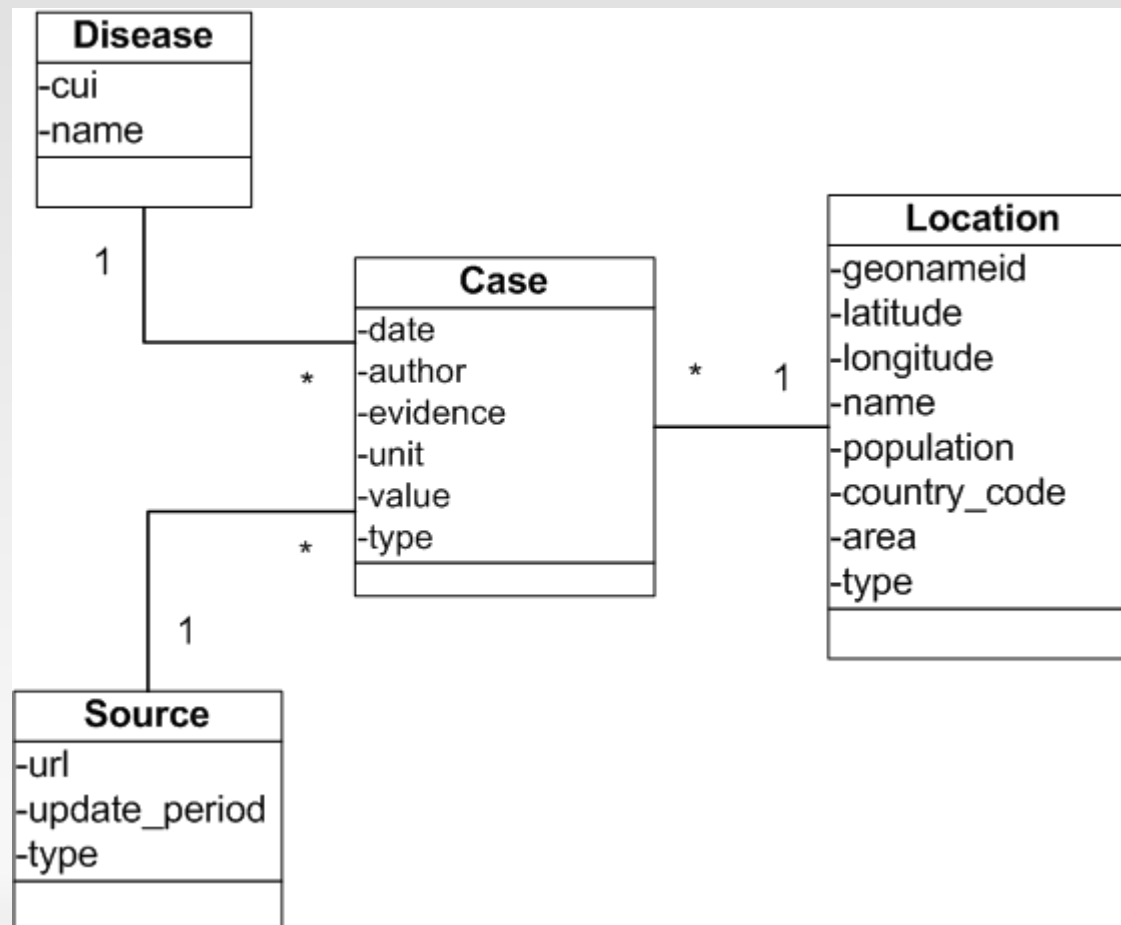 Disease
-cui
-name
1
*
Case
-date
-author
-evidence
-unit
-value
-type
*
1
Location
-geonameid
-latitude
-longitude
-name
-population
-country_code
-area
-type
*
1
Source
-url
-update_period
-type